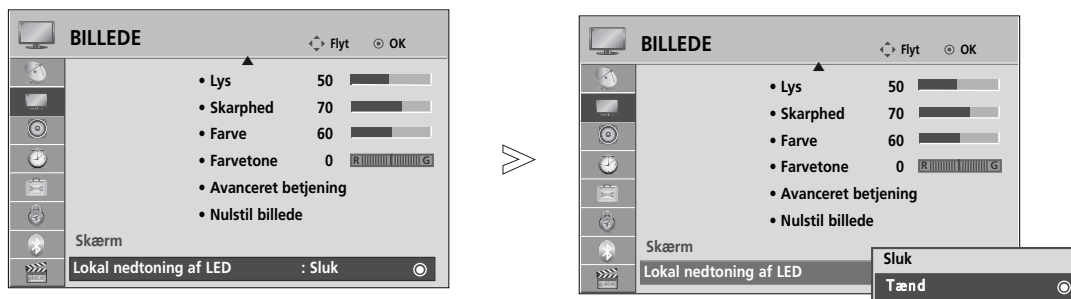 BILLEDE
Flyt OK
• Lys 50
• Skarphed 70
• Farve 60
• Farvetone 0 R G
• Avanceret betjening
• Nulstil billede
Skærm
Lokal nedtoning af LED : Sluk
BILLEDE
Flyt OK
• Lys 50
• Skarphed 70
• Farve 60
• Farvetone 0 R G
• Avanceret betjening
• Nulstil billede
Skærm
Lokal nedtoning af LED
Sluk
Tænd